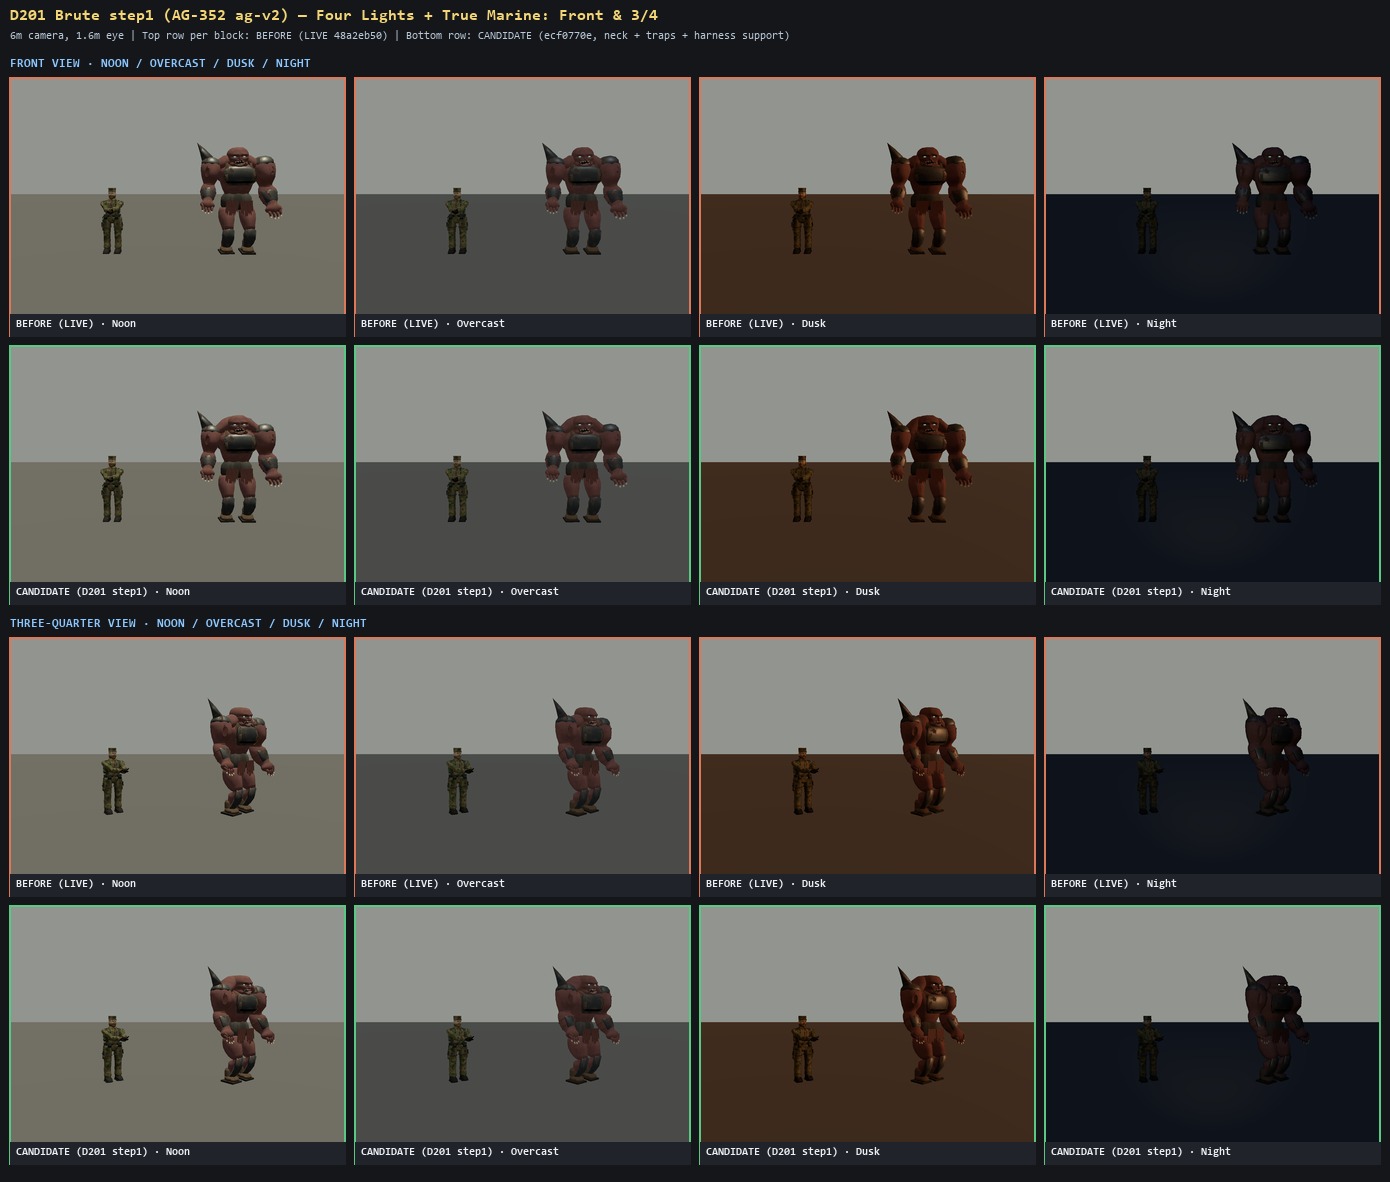 D201 Brute step1 (AG-352 ag-v2) — Four Lights + True Marine: Front & 3/4
6m camera, 1.6m eye | Top row per block: BEFORE (LIVE 48a2eb50) | Bottom row: CANDIDATE (ecf0770e, neck + traps + harness support)
FRONT VIEW · NOON / OVERCAST / DUSK / NIGHT
BEFORE (LIVE) · Noon
BEFORE (LIVE) · Overcast
BEFORE (LIVE) · Dusk
BEFORE (LIVE) · Night
CANDIDATE (D201 step1) · Noon
CANDIDATE (D201 step1) · Overcast
CANDIDATE (D201 step1) · Dusk
CANDIDATE (D201 step1) · Night
THREE-QUARTER VIEW · NOON / OVERCAST / DUSK / NIGHT
BEFORE (LIVE) · Noon
BEFORE (LIVE) · Overcast
BEFORE (LIVE) · Dusk
BEFORE (LIVE) · Night
CANDIDATE (D201 step1) · Noon
CANDIDATE (D201 step1) · Overcast
CANDIDATE (D201 step1) · Dusk
CANDIDATE (D201 step1) · Night